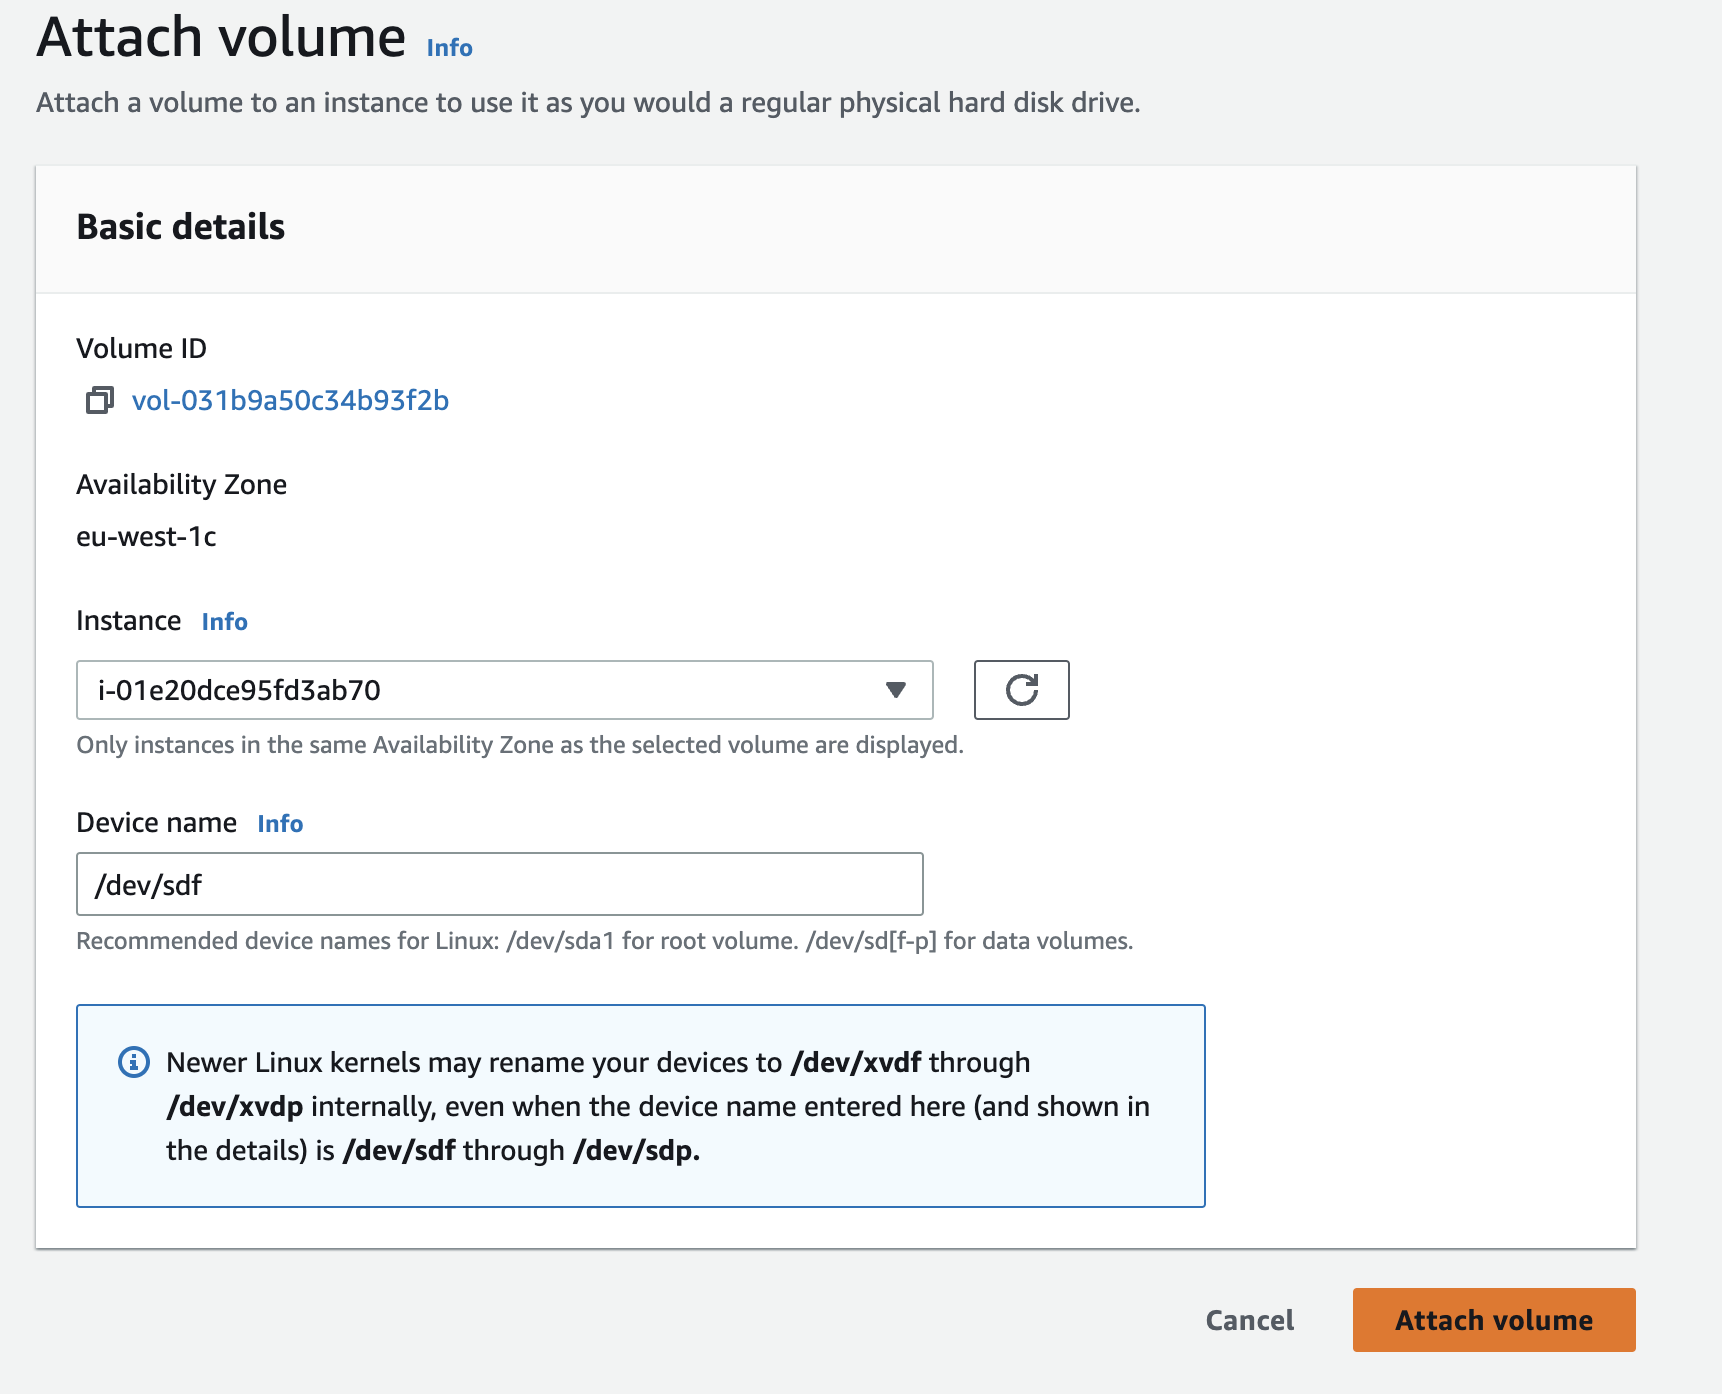 Attach volume Info
Attach a volume to an instance to use it as you would a regular physical hard disk drive.
Basic details
Volume ID
vol-031b9a50c34b93f2b
Availability Zone
eu-west-1c
Instance Info
i-01e20dce95fd3ab70
Only instances in the same Availability Zone as the selected volume are displayed.
Device name Info
/dev/sdf
Recommended device names for Linux: /dev/sda1 for root volume. /dev/sd[f-p] for data volumes.
Newer Linux kernels may rename your devices to /dev/xvdf through
/dev/xvdp internally, even when the device name entered here (and shown in
the details) is /dev/sdf through /dev/sdp.
Cancel Attach volume